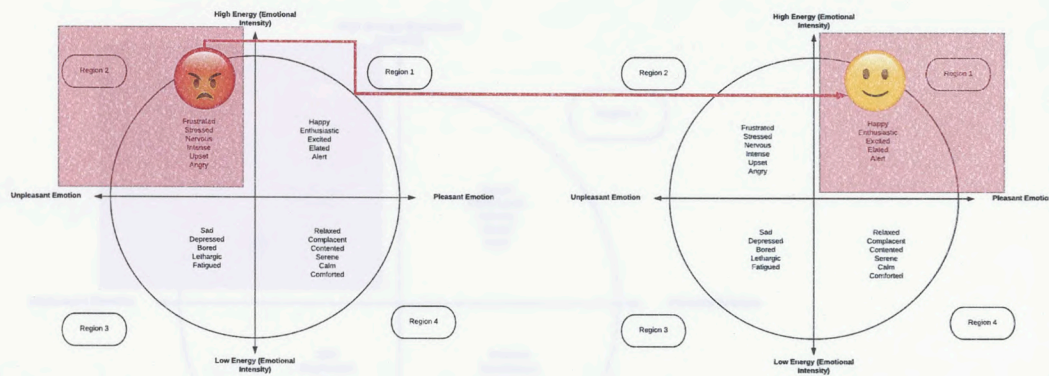 High Energy (Emotional
Intensity)
Region 2
Region 1
Frustrated
Stressed
Nervous
Intense
Upset
Angry
Happy
Enthusiastic
Excited
Elated
Alert
Unpleasant Emotion
Pleasant Emotion
Sad
Depressed
Bored
Lethargic
Fatigued
Relaxed
Complacent
Contented
Serene
Calm
Comforted
Region 3
Region 4
Low Energy (Emotional
Intensity)
High Energy (Emotional
Intensity)
Region 2
Region 1
Frustrated
Stressed
Nervous
Intense
Upset
Angry
Happy
Enthusiastic
Excited
Elated
Alert
Unpleasant Emotion
Pleasant Emotion
Sad
Depressed
Bored
Lethargic
Fatigued
Relaxed
Complacent
Contented
Serene
Calm
Comforted
Region 3
Region 4
Low Energy (Emotional
Intensity)